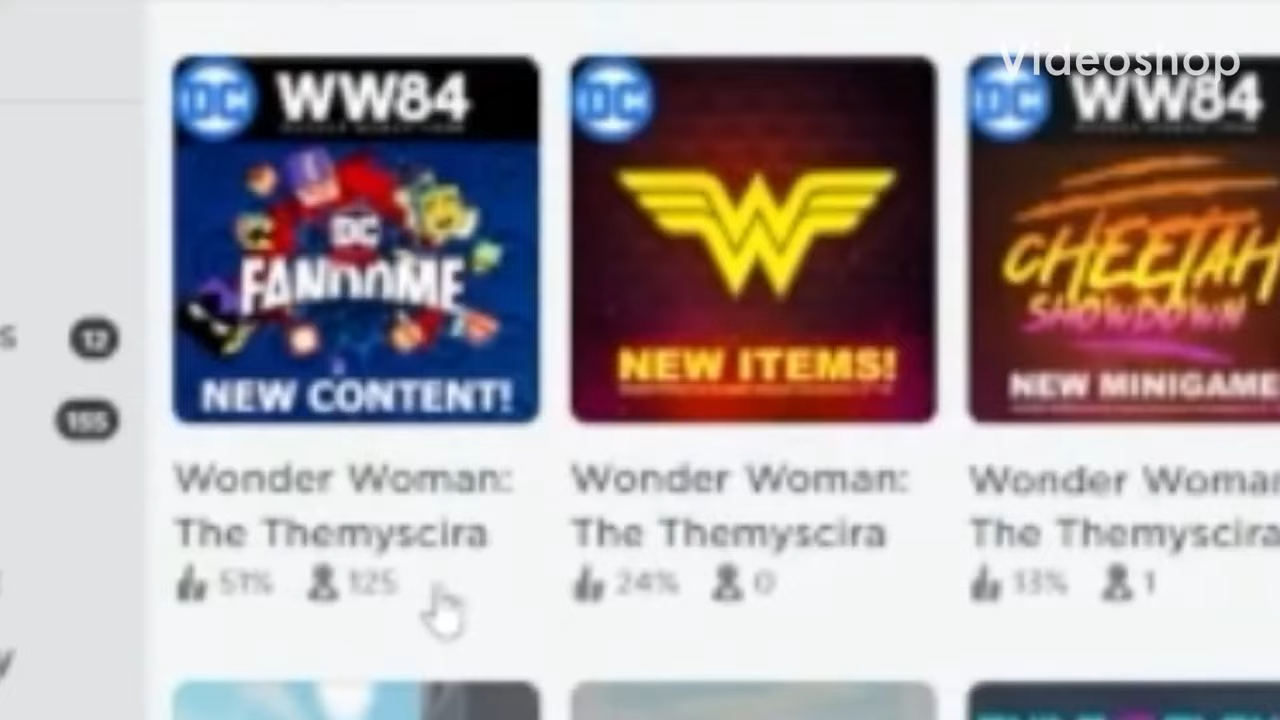 Videoshop
DC WW84
DC
FANDOME
NEW CONTENT!
DC
NEW ITEMS!
DC WW84
CHEETAH
SHOWDOWN
NEW MINIGAME
s 12
155
Wonder Woman:
The Themyscira
51% 125
Wonder Woman:
The Themyscira
24% 0
Wonder Woman
The Themyscira
13% 1
y